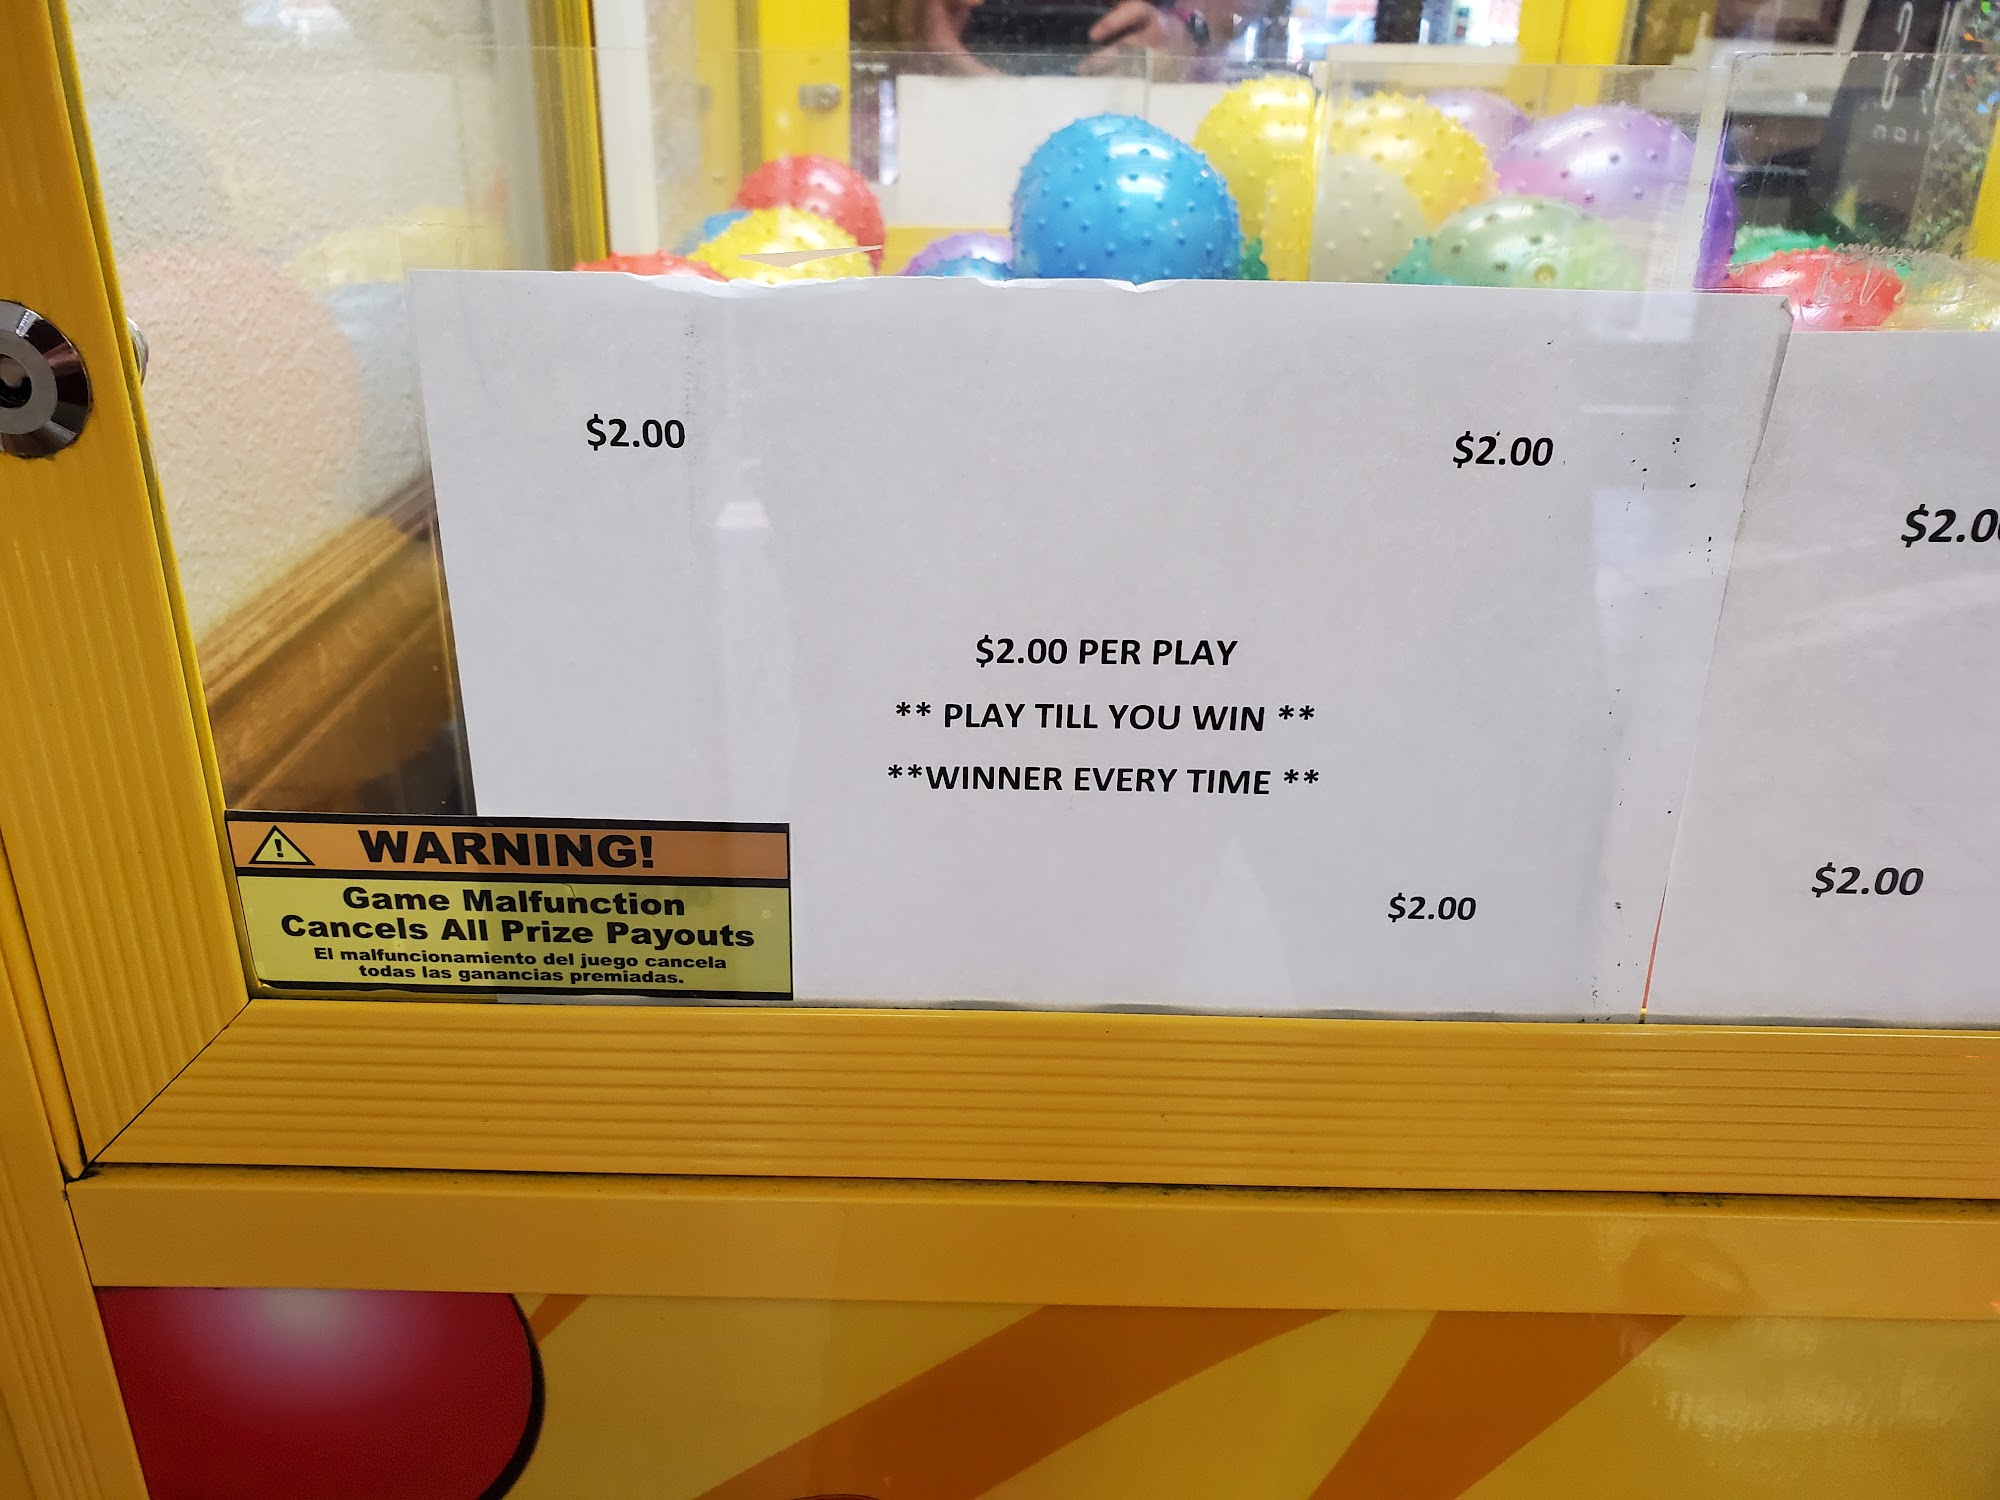 $2.00
$2.00
$2.00 PER PLAY
** PLAY TILL YOU WIN **
**WINNER EVERY TIME **
$2.00
WARNING!
Game Malfunction
Cancels All Prize Payouts
El malfuncionamiento del juego cancela
todas las ganancias premiadas.
$2.0
$2.00